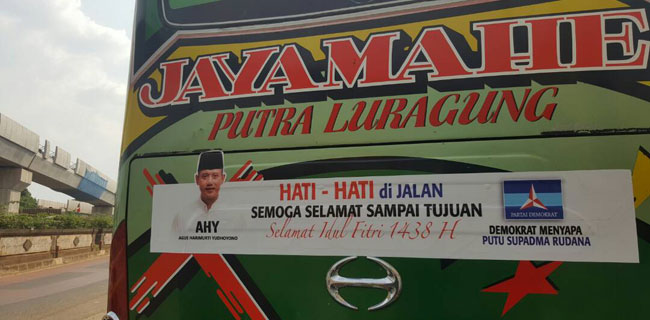 JAYAMAHE
PUTRA LURAGUNG
HATI - HATI di JALAN
SEMOGA SELAMAT SAMPAI TUJUAN
Selamat Idul Fitri 1438 H
AHY
AGUS HARIMURTI YUDHOYONO
PARTAI DEMOKRAT
DEMOKRAT MENYAPA
PUTU SUPADMA RUDANA